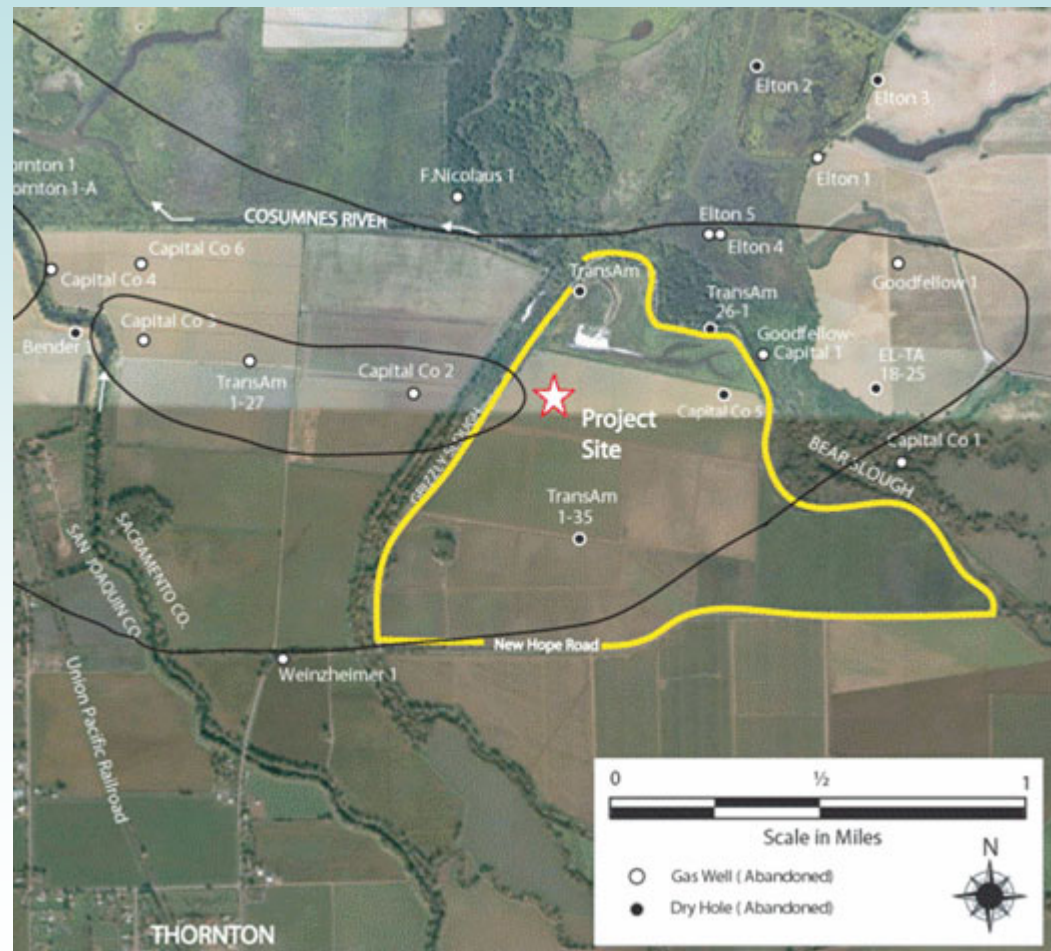 Elton 2
Elton 3
Elton 1
F.Nicolaus 1
ornton 1
ornton 1-A
COSUMNES RIVER
Elton 5
Elton 4
Capital Co 6
Capital Co 4
TransAm
Goodfellow 1
TransAm
26-1
Capital Co 3
Bender 1
Goodfellow-
Capital 1
TransAm
1-27
Capital Co 2
EL-TA
18-25
Capital Co 5
Project
Site
GRIZZLY SLOUGH
Capital Co 1
BEAR SLOUGH
TransAm
1-35
SACRAMENTO CO.
SAN JOAQUIN CO.
New Hope Road
Weinzheimer 1
Union Pacific Railroad
THORNTON
0 ½ 1
Scale in Miles
N
Gas Well ( Abandoned)
Dry Hole ( Abandoned)